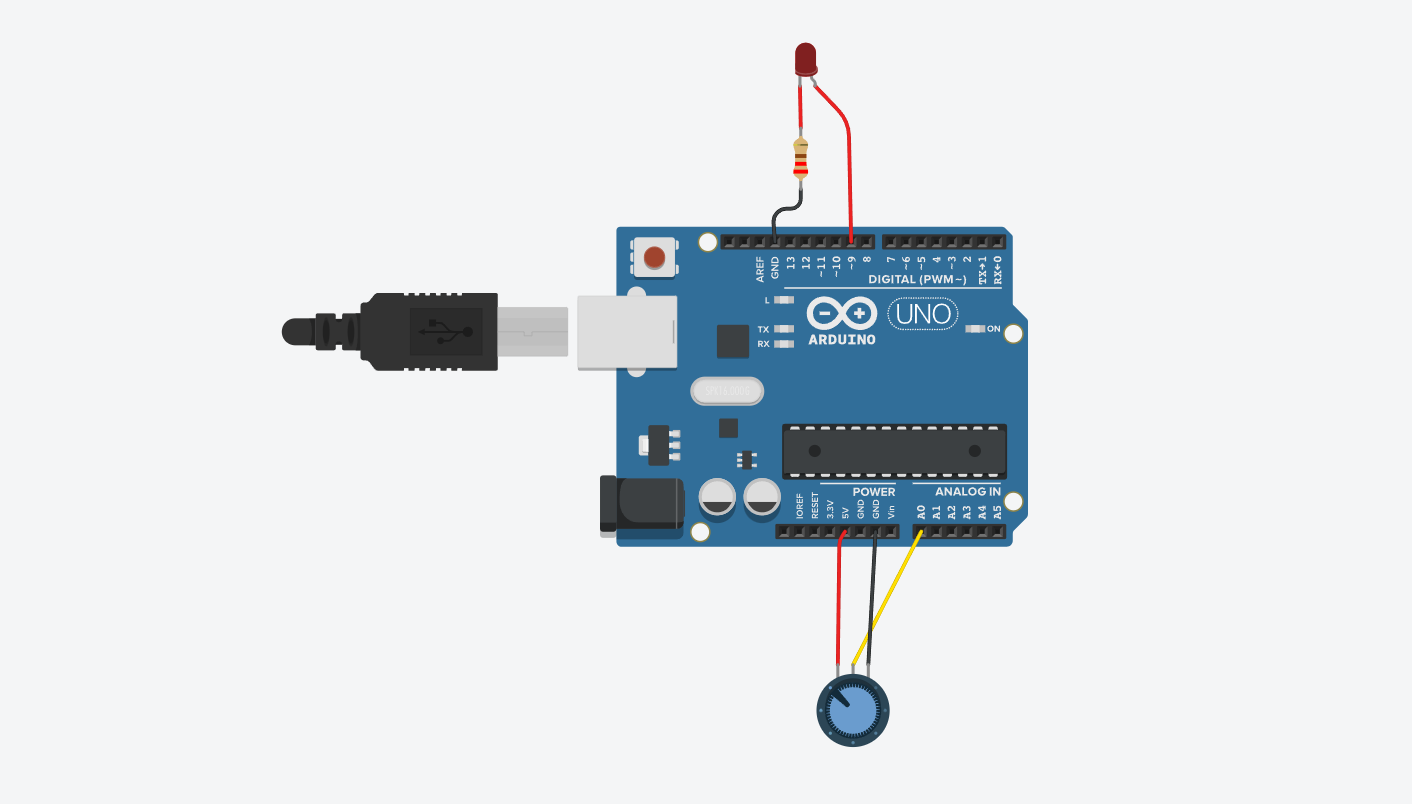 AREF
GND
13
12
~11
~10
~9
8
7
~6
~5
4
~3
2
TX→1
RX←0
DIGITAL (PWM~)
L
TX
RX
ARDUINO
UNO
ON
POWER
ANALOG IN
IOREF
RESET
3.3V
5V
GND
GND
Vin
A0
A1
A2
A3
A4
A5